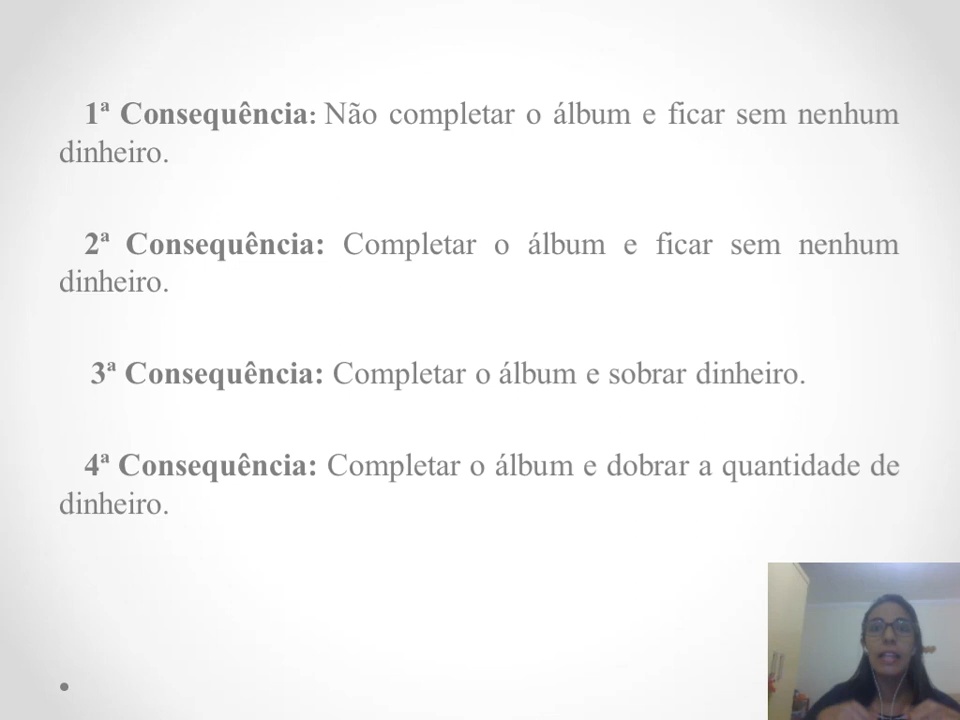 1ª Consequência: Não completar o álbum e ficar sem nenhum
dinheiro.
2ª Consequência: Completar o álbum e ficar sem nenhum
dinheiro.
3ª Consequência: Completar o álbum e sobrar dinheiro.
4ª Consequência: Completar o álbum e dobrar a quantidade de
dinheiro.